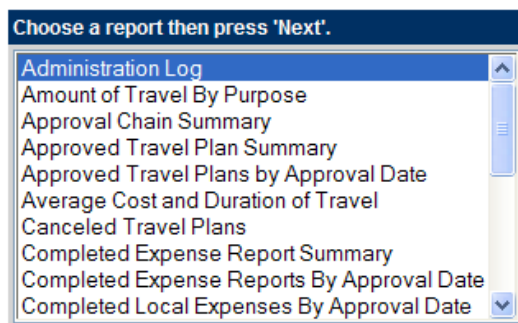 Choose a report then press 'Next'.
Administration Log
Amount of Travel By Purpose
Approval Chain Summary
Approved Travel Plan Summary
Approved Travel Plans by Approval Date
Average Cost and Duration of Travel
Canceled Travel Plans
Completed Expense Report Summary
Completed Expense Reports By Approval Date
Completed Local Expenses By Approval Date